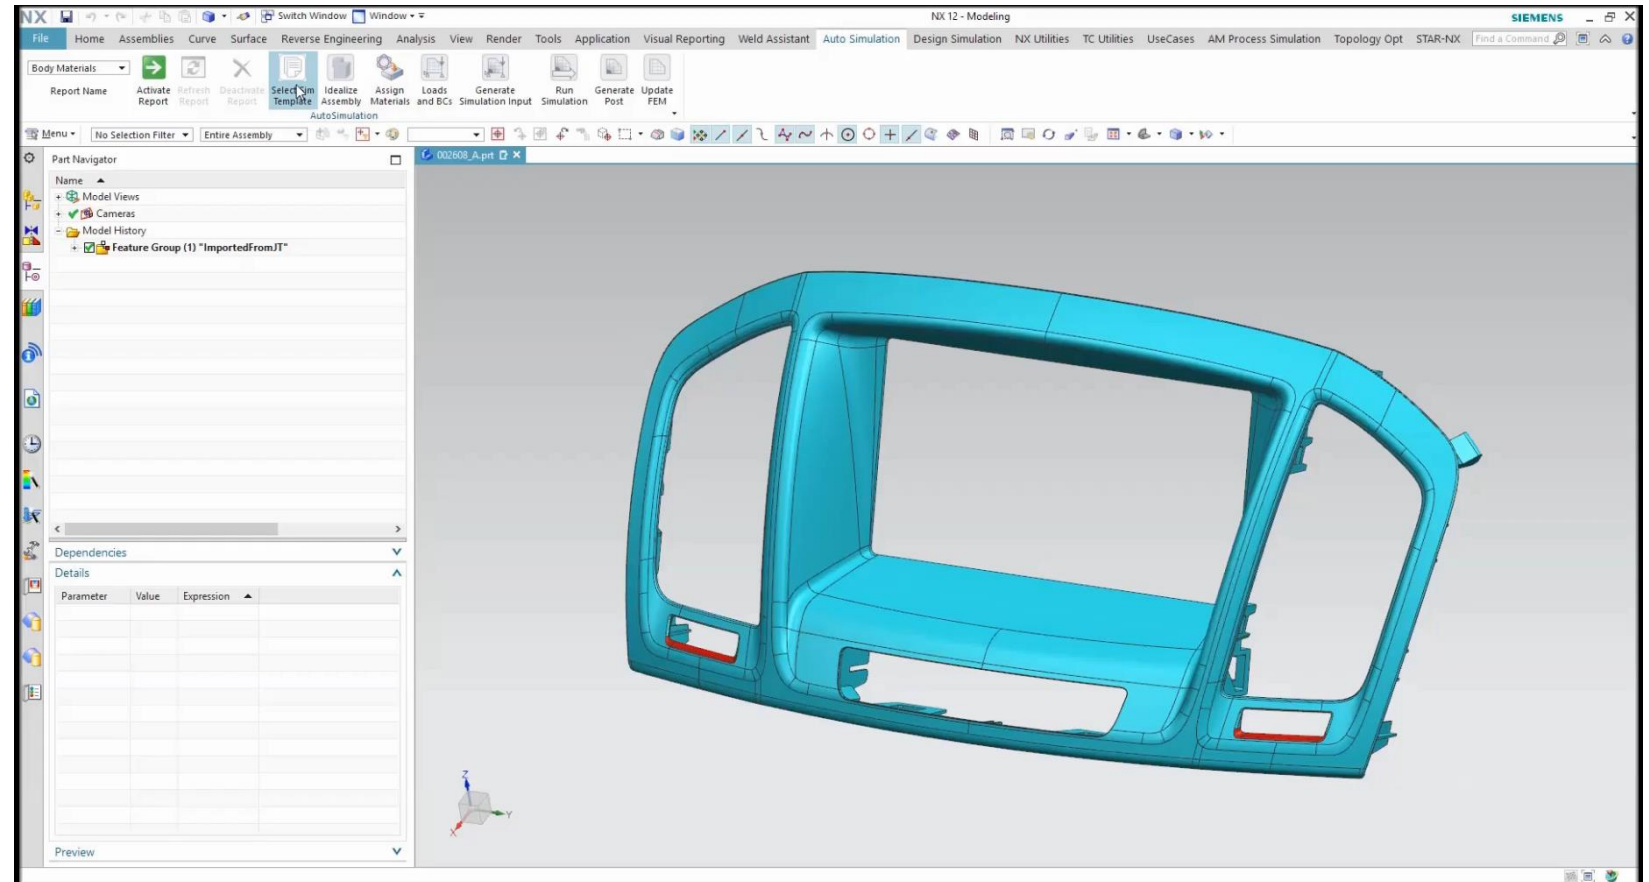 NX Switch Window Window NX 12 - Modeling SIEMENS
File Home Assemblies Curve Surface Reverse Engineering Analysis View Render Tools Application Visual Reporting Weld Assistant Auto Simulation Design Simulation NX Utilities TC Utilities UseCases AM Process Simulation Topology Opt STAR-NX Find a Command
Body Materials
Report Name
Activate
Report
Refresh
Report
Deactivate
Report
Select Sim
Template
Idealize
Assembly
Assign
Materials
Loads
and BCs
Generate
Simulation Input
Run
Simulation
Generate
Post
Update
FEM
AutoSimulation
Menu No Selection Filter Entire Assembly
Part Navigator
002608_A.prt
Name
Model Views
Cameras
Model History
Feature Group (1) "ImportedFromJT"
Dependencies
Details
Parameter Value Expression
Preview
Z
Y
X